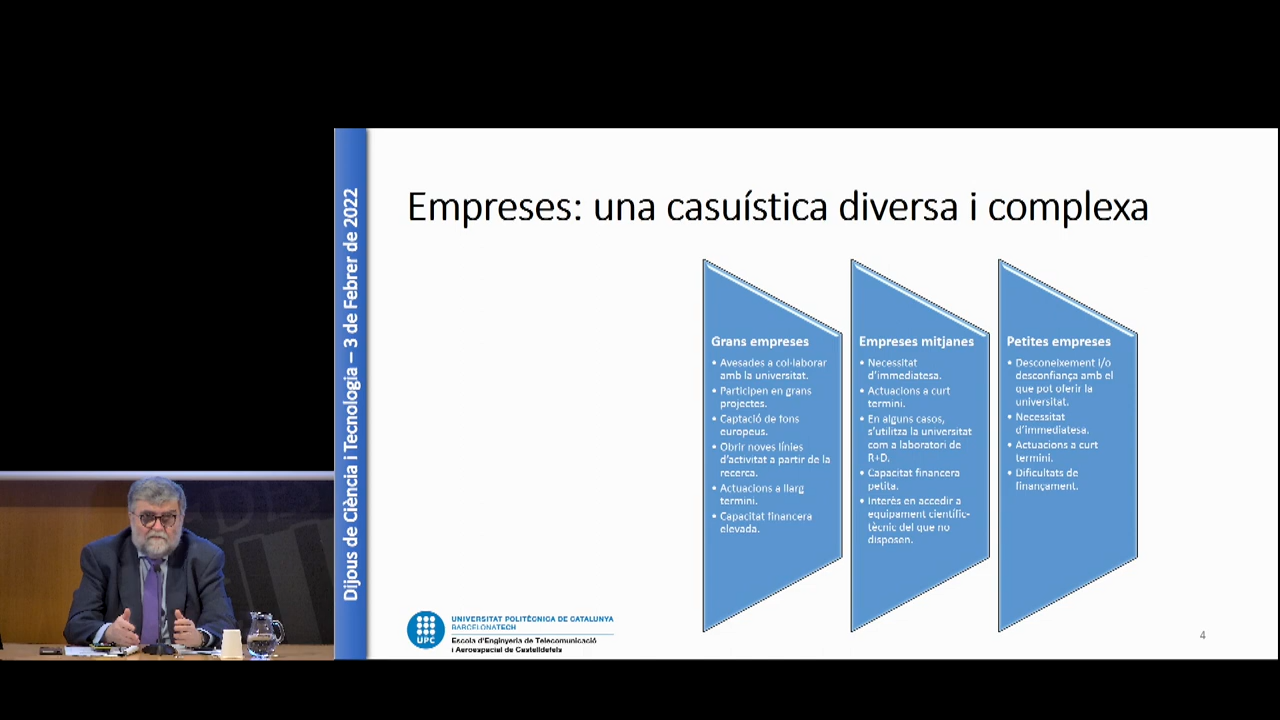 Dijous de Ciència i Tecnologia – 3 de Febrer de 2022
Empreses: una casuística diversa i complexa
Grans empreses
• Avesades a col·laborar
amb la universitat.
• Participen en grans
projectes.
• Captació de fons
europeus.
• Obrir noves línies
d'activitat a partir de la
recerca.
• Actuacions a llarg
termini.
• Capacitat financera
elevada.
Empreses mitjanes
• Necessitat
d'immediatesa.
• Actuacions a curt
termini.
• En alguns casos,
s'utilitza la universitat
com a laboratori de
R+D.
• Capacitat financera
petita.
• Interès en accedir a
equipament científic-
tècnic del que no
disposen.
Petites empreses
• Desconeixement i/o
desconfiança amb el
que pot oferir la
universitat.
• Necessitat
d'immediatesa.
• Actuacions a curt
termini.
• Dificultats de
finançament.
UPC
UNIVERSITAT POLITÈCNICA DE CATALUNYA
BARCELONATECH
Escola d'Enginyeria de Telecomunicació
i Aeroespacial de Castelldefels
4